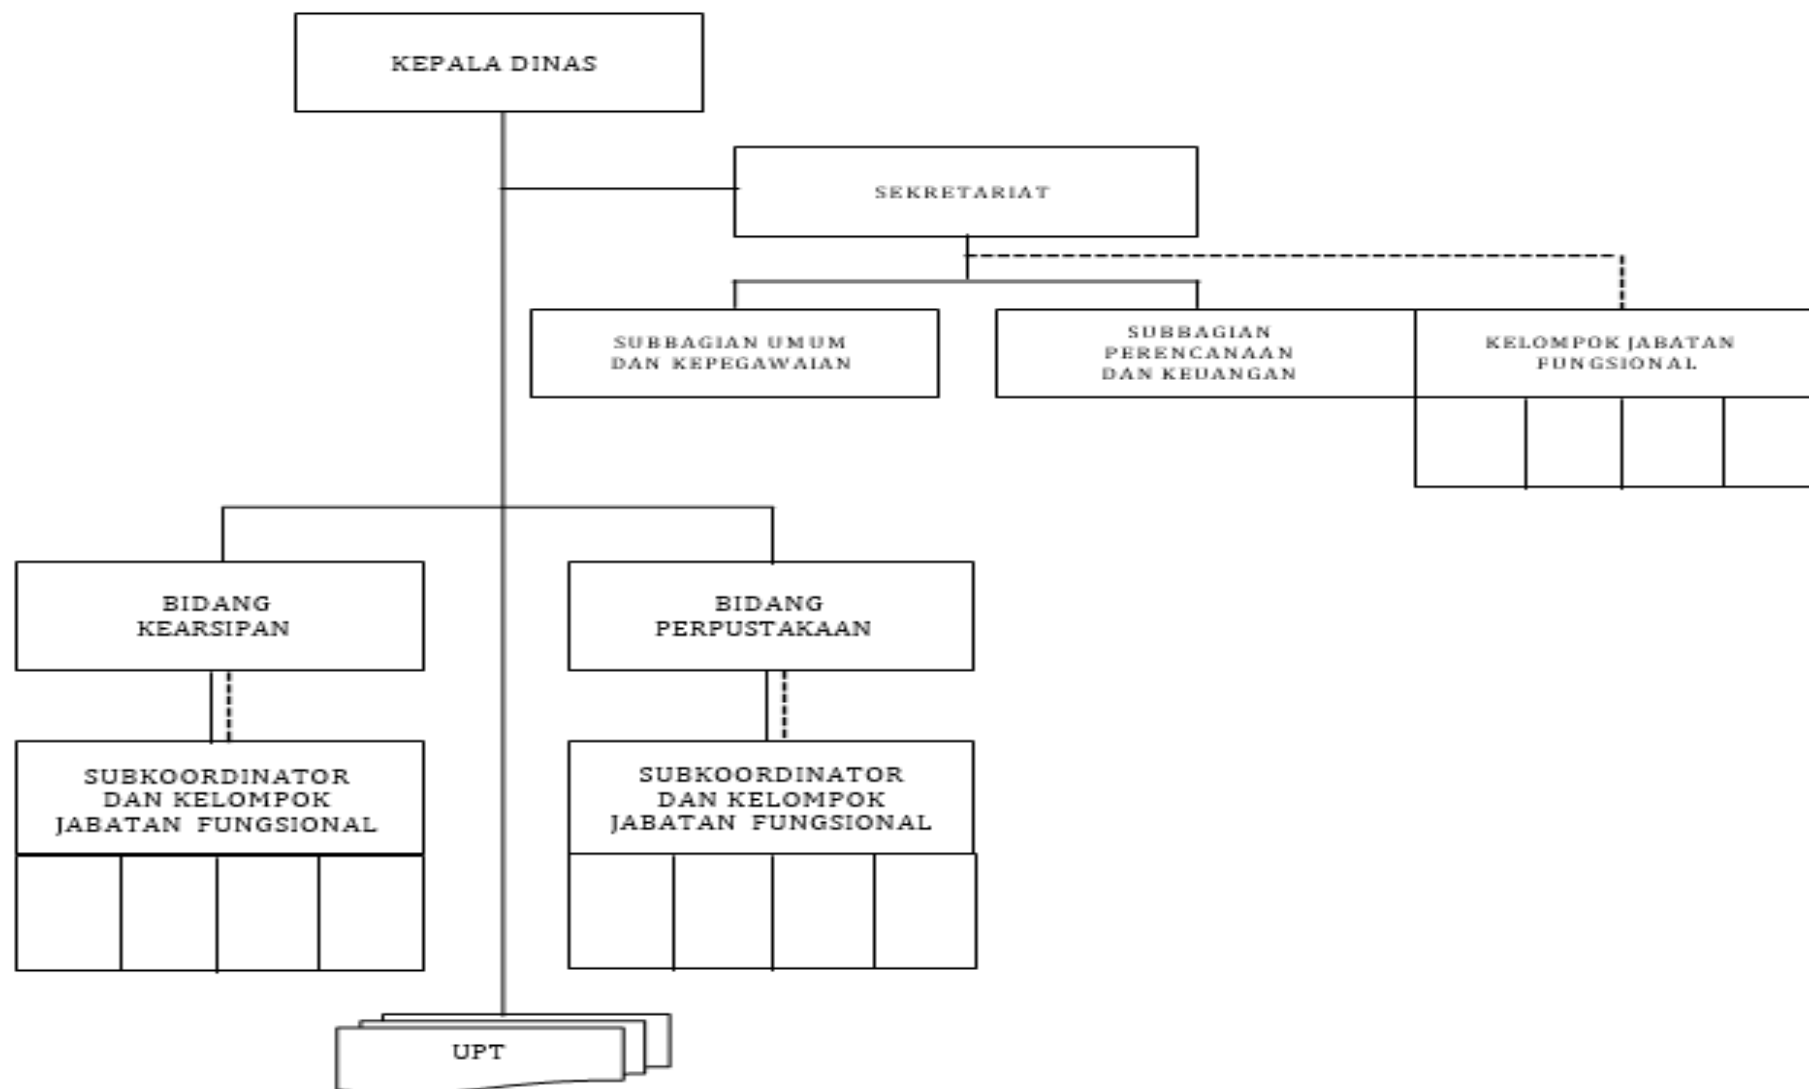 KEPALA DINAS
SEKRETARIAT
SUBBAGIAN UMUM
DAN KEPEGAWAIAN
SUBBAGIAN
PERENCANAAN
DAN KEUANGAN
KELOMPOK JABATAN
FUNGSIONAL
BIDANG
KEARSIPAN
BIDANG
PERPUSTAKAAN
SUBKOORDINATOR
DAN KELOMPOK
JABATAN FUNGSIONAL
SUBKOORDINATOR
DAN KELOMPOK
JABATAN FUNGSIONAL
UPT